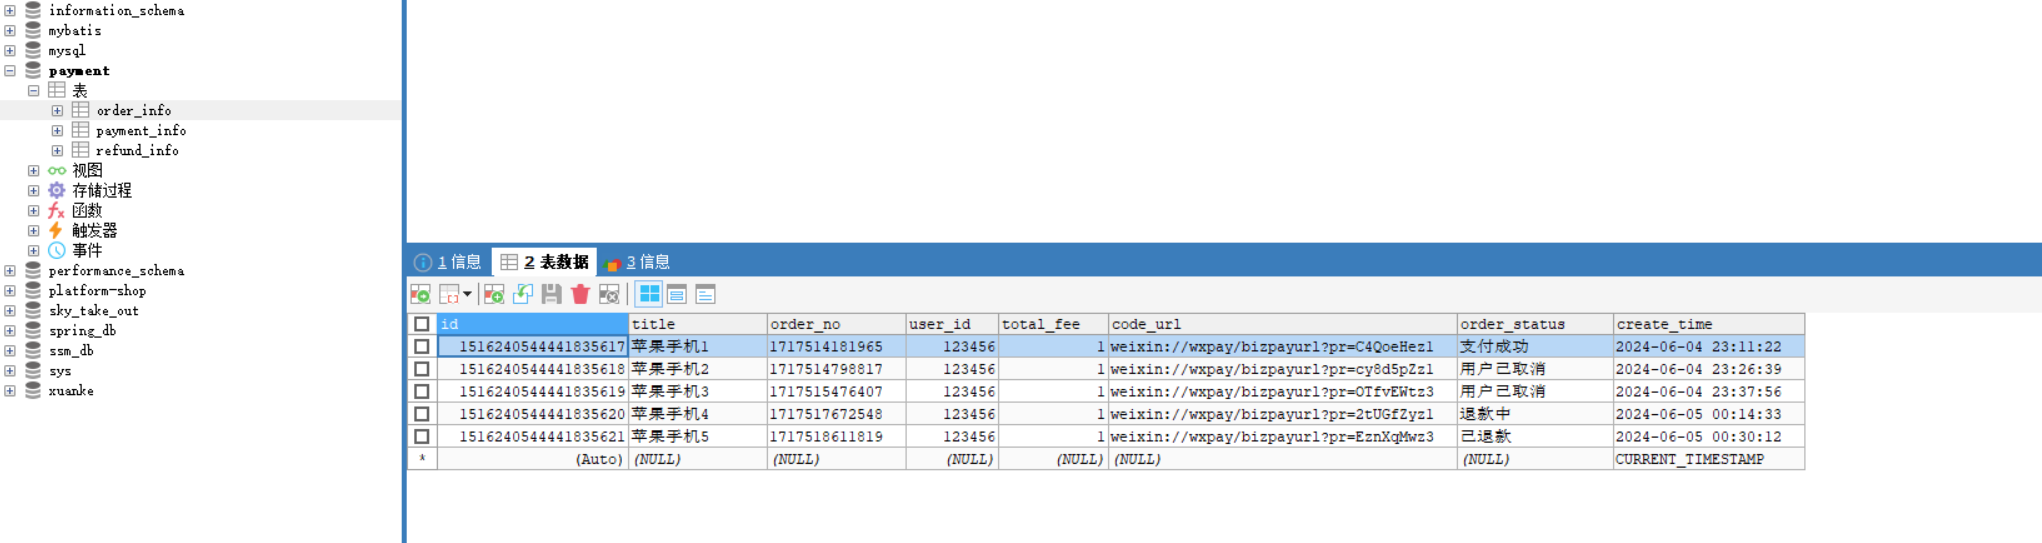 information_schema
mybatis
mysql
payment
表
order_info
payment_info
refund_info
视图
存储过程
函数
触发器
事件
performance_schema
platform-shop
sky_take_out
spring_db
ssm_db
sys
xuanke
1 信息 2 表数据 3 信息
id title order_no user_id total_fee code_url order_status create_time
1516240544441835617 苹果手机1 1717514181965 123456 1 weixin://wxpay/bizpayurl?pr=C4QoeHez1 支付成功 2024-06-04 23:11:22
1516240544441835618 苹果手机2 1717514798817 123456 1 weixin://wxpay/bizpayurl?pr=cy8d5pZz1 用户已取消 2024-06-04 23:26:39
1516240544441835619 苹果手机3 1717515476407 123456 1 weixin://wxpay/bizpayurl?pr=OTfvEWtz3 用户已取消 2024-06-04 23:37:56
1516240544441835620 苹果手机4 1717517672548 123456 1 weixin://wxpay/bizpayurl?pr=2tUGfZyz1 退款中 2024-06-05 00:14:33
1516240544441835621 苹果手机5 1717518611819 123456 1 weixin://wxpay/bizpayurl?pr=EznXqMwz3 已退款 2024-06-05 00:30:12
* (Auto) (NULL) (NULL) (NULL) (NULL) (NULL) (NULL) CURRENT_TIMESTAMP